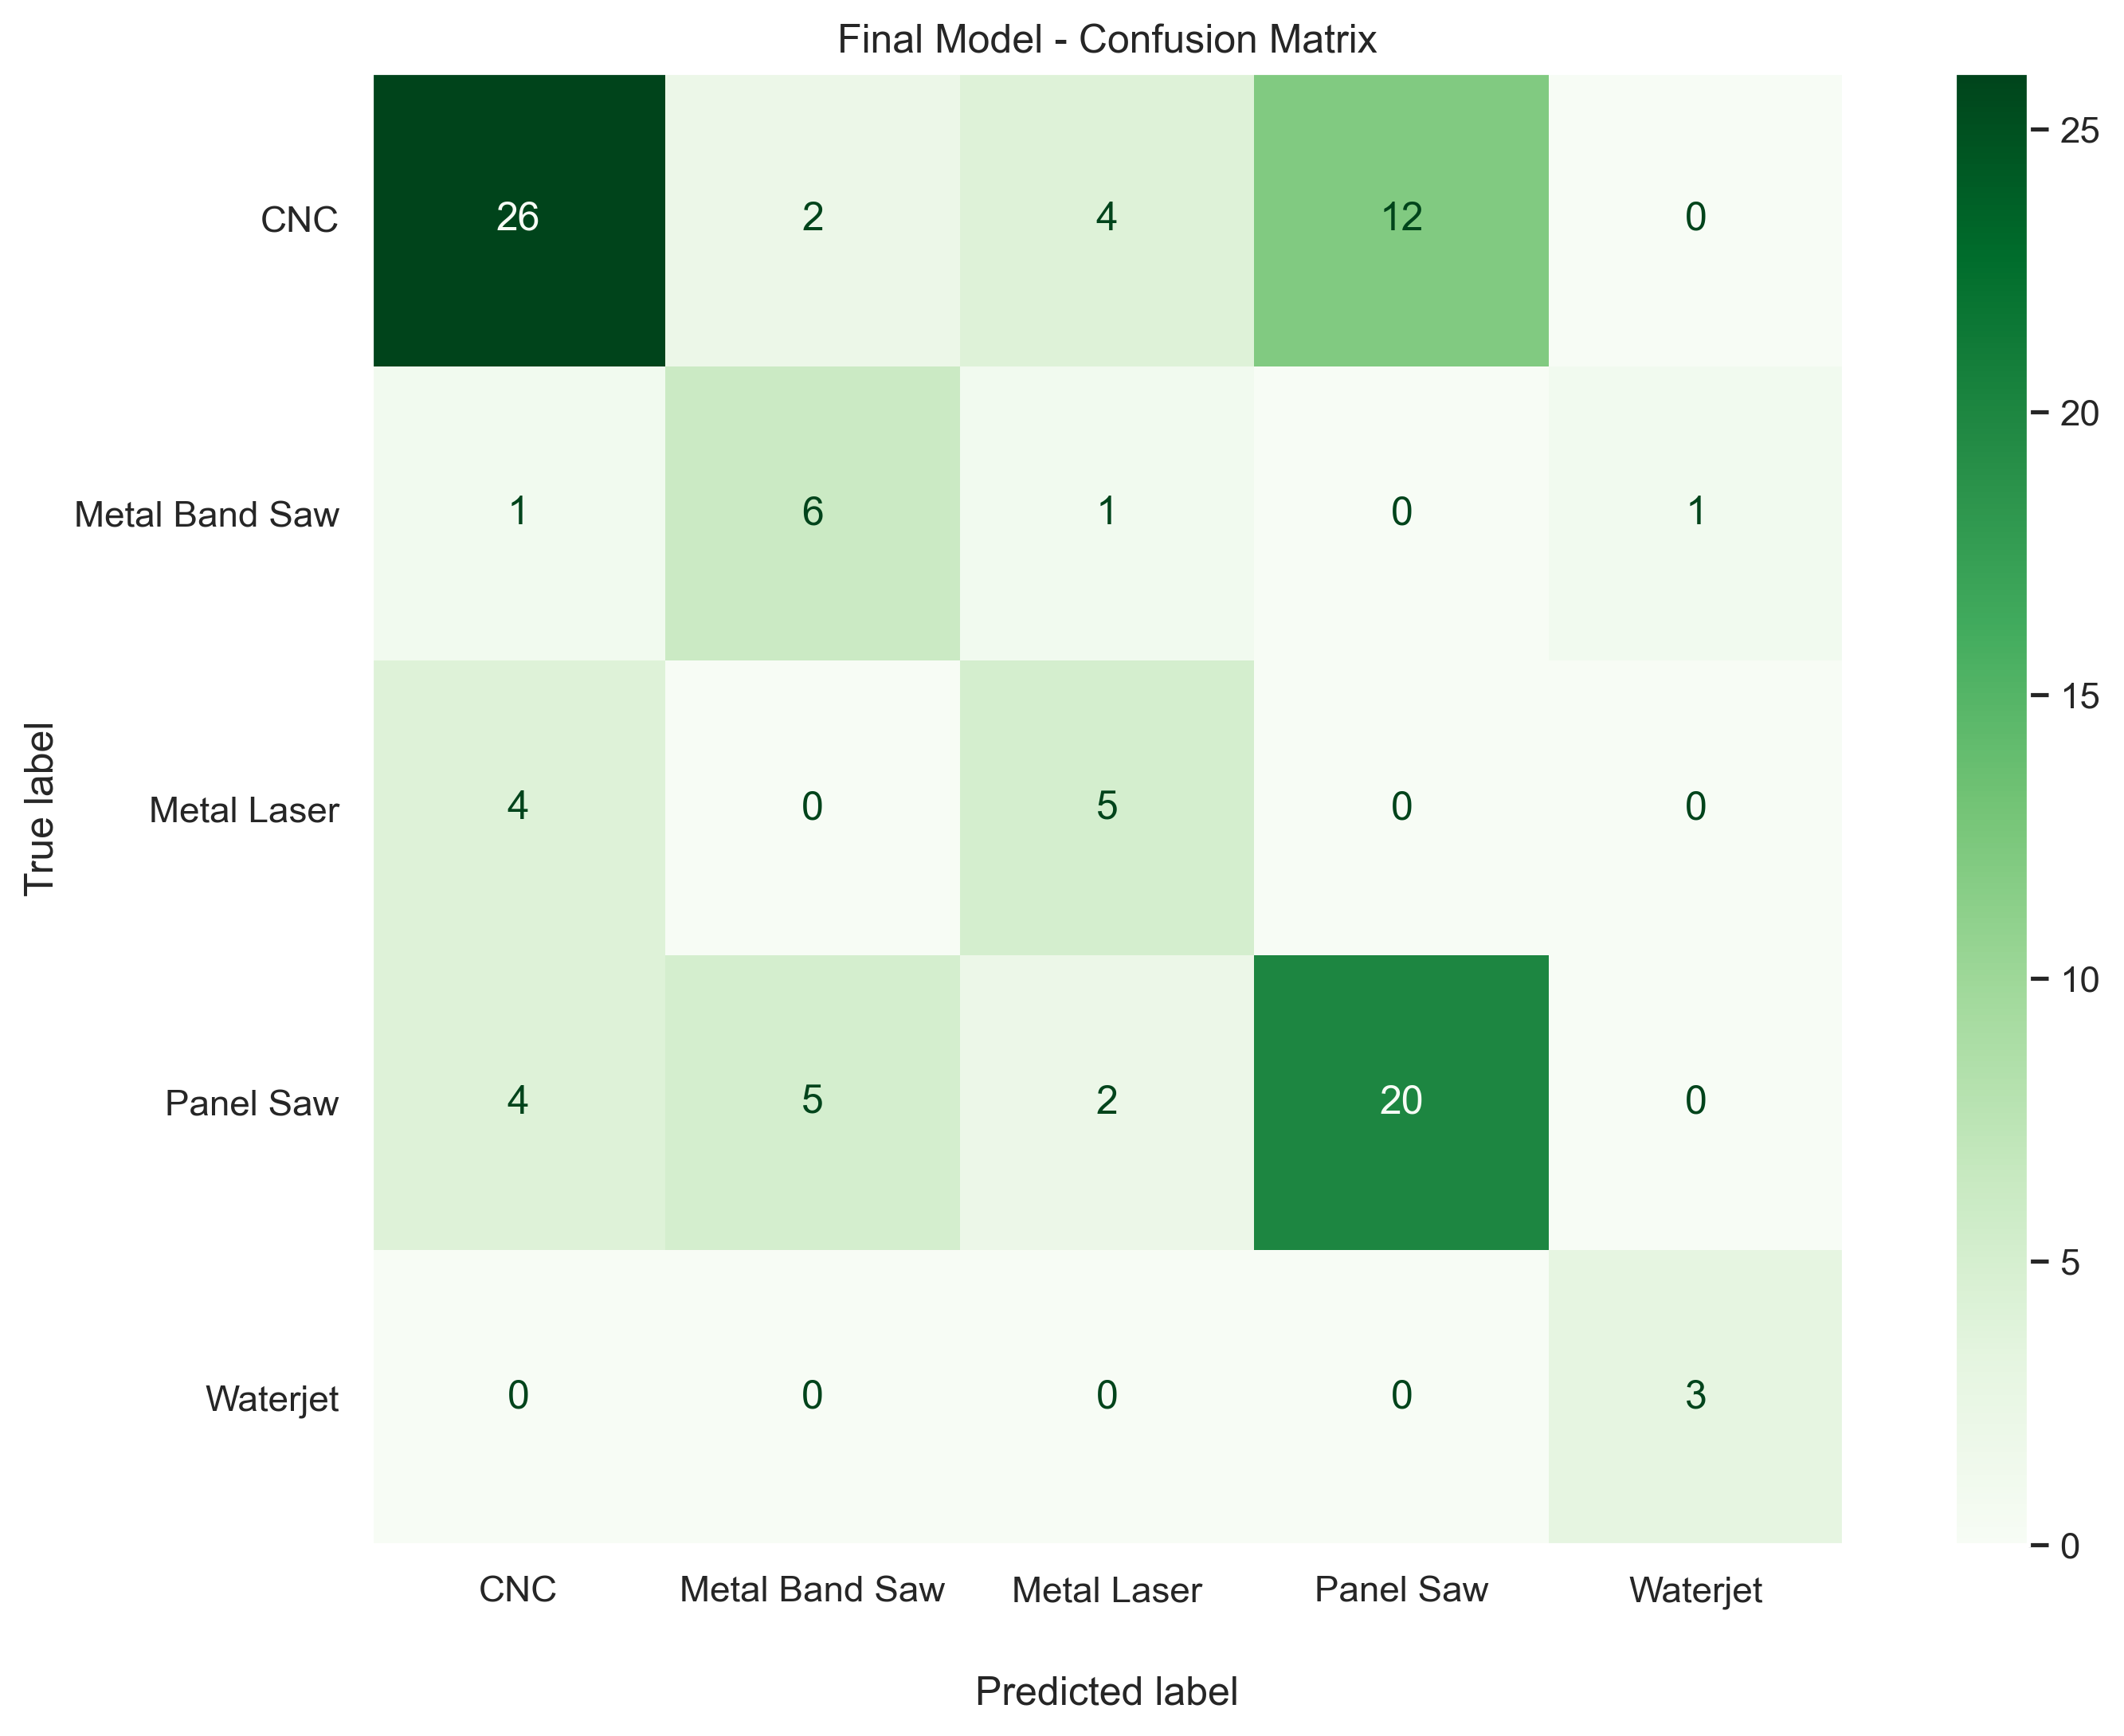 Final Model - Confusion Matrix
CNC 26 2 4 12 0
Metal Band Saw 1 6 1 0 1
Metal Laser 4 0 5 0 0
Panel Saw 4 5 2 20 0
Waterjet 0 0 0 0 3
True label
CNC Metal Band Saw Metal Laser Panel Saw Waterjet
Predicted label
25
20
15
10
5
0